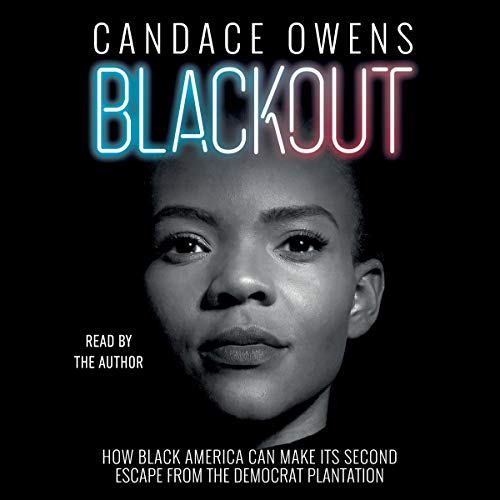 CANDACE OWENS
BLACKOUT
READ BY
THE AUTHOR
HOW BLACK AMERICA CAN MAKE ITS SECOND
ESCAPE FROM THE DEMOCRAT PLANTATION